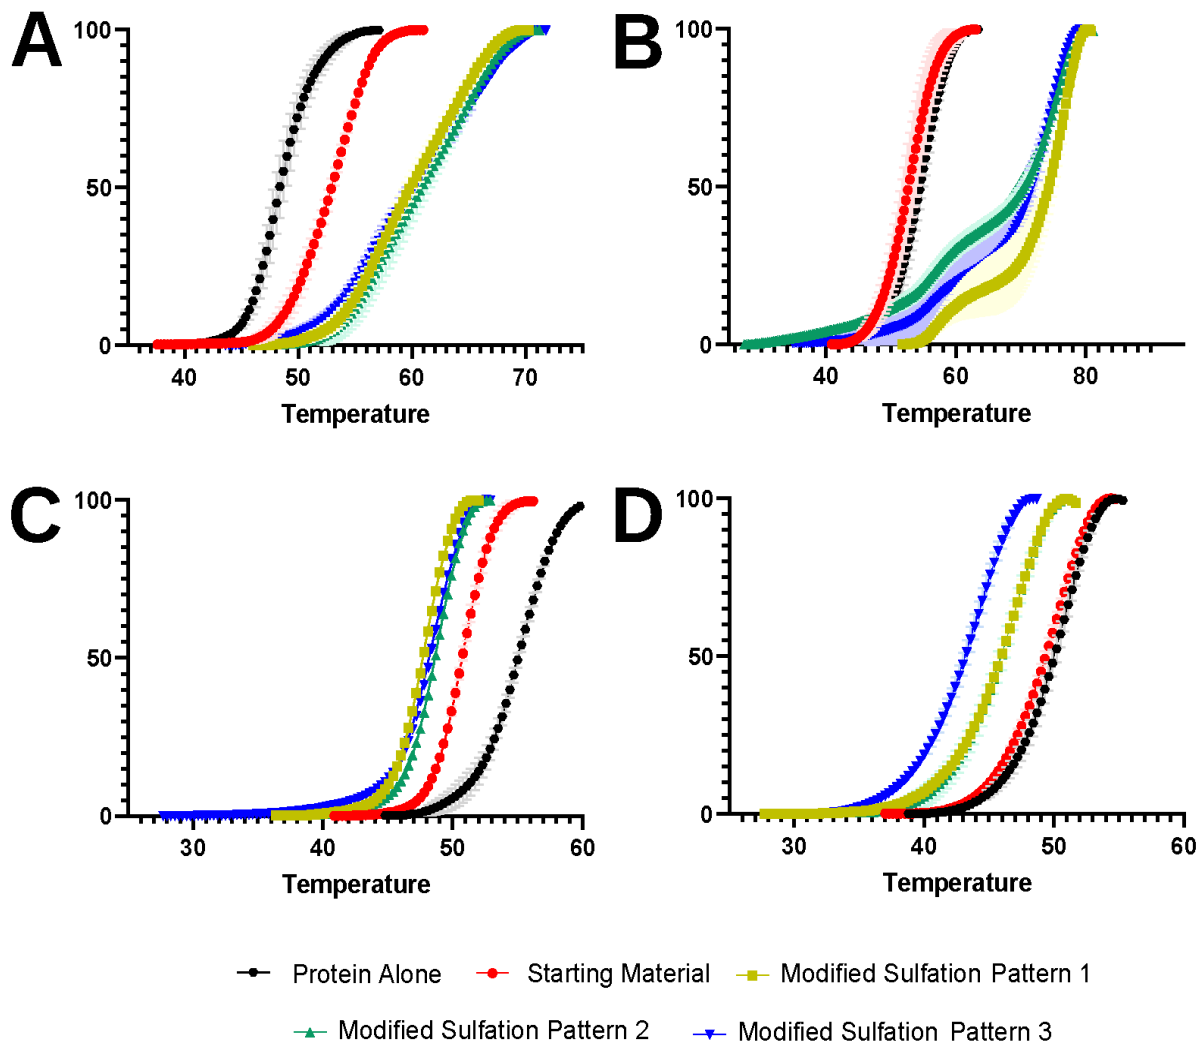 A
B
100
50
0
40 50 60 70
Temperature
100
50
0
40 60 80
Temperature
C
D
100
50
0
30 40 50 60
Temperature
100
50
0
30 40 50 60
Temperature
Protein Alone Starting Material Modified Sulfation Pattern 1
Modified Sulfation Pattern 2 Modified Sulfation Pattern 3